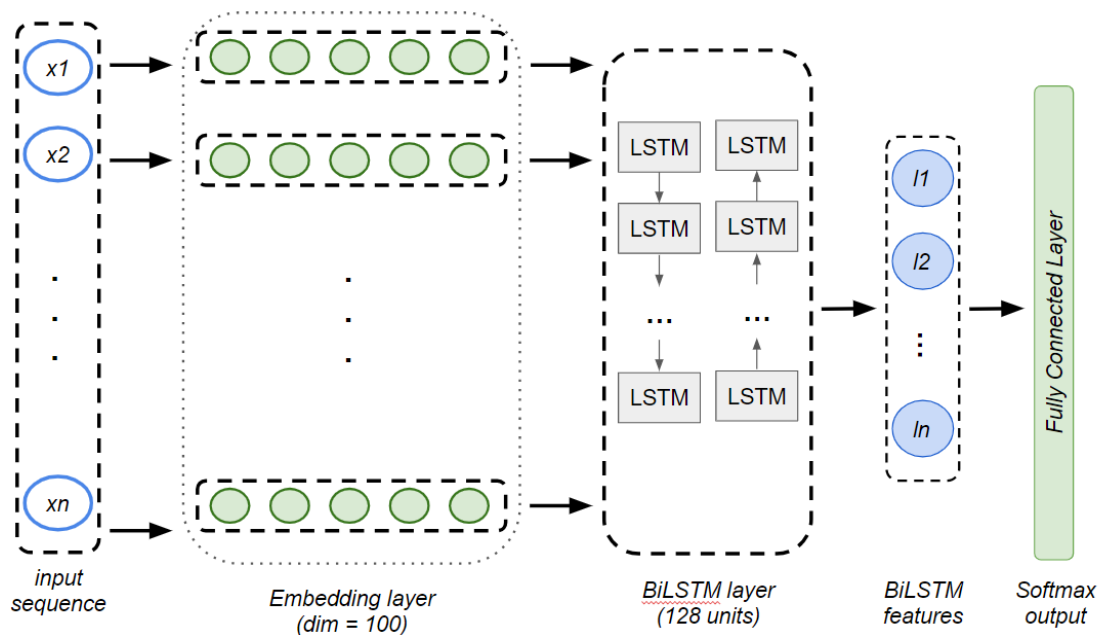 x1
x2
.
.
.
xn
input
sequence
.
.
.
Embedding layer
(dim = 100)
LSTM LSTM
LSTM LSTM
... ...
LSTM LSTM
BiLSTM layer
(128 units)
l1
l2
...
ln
BiLSTM
features
Fully Connected Layer
Softmax
output